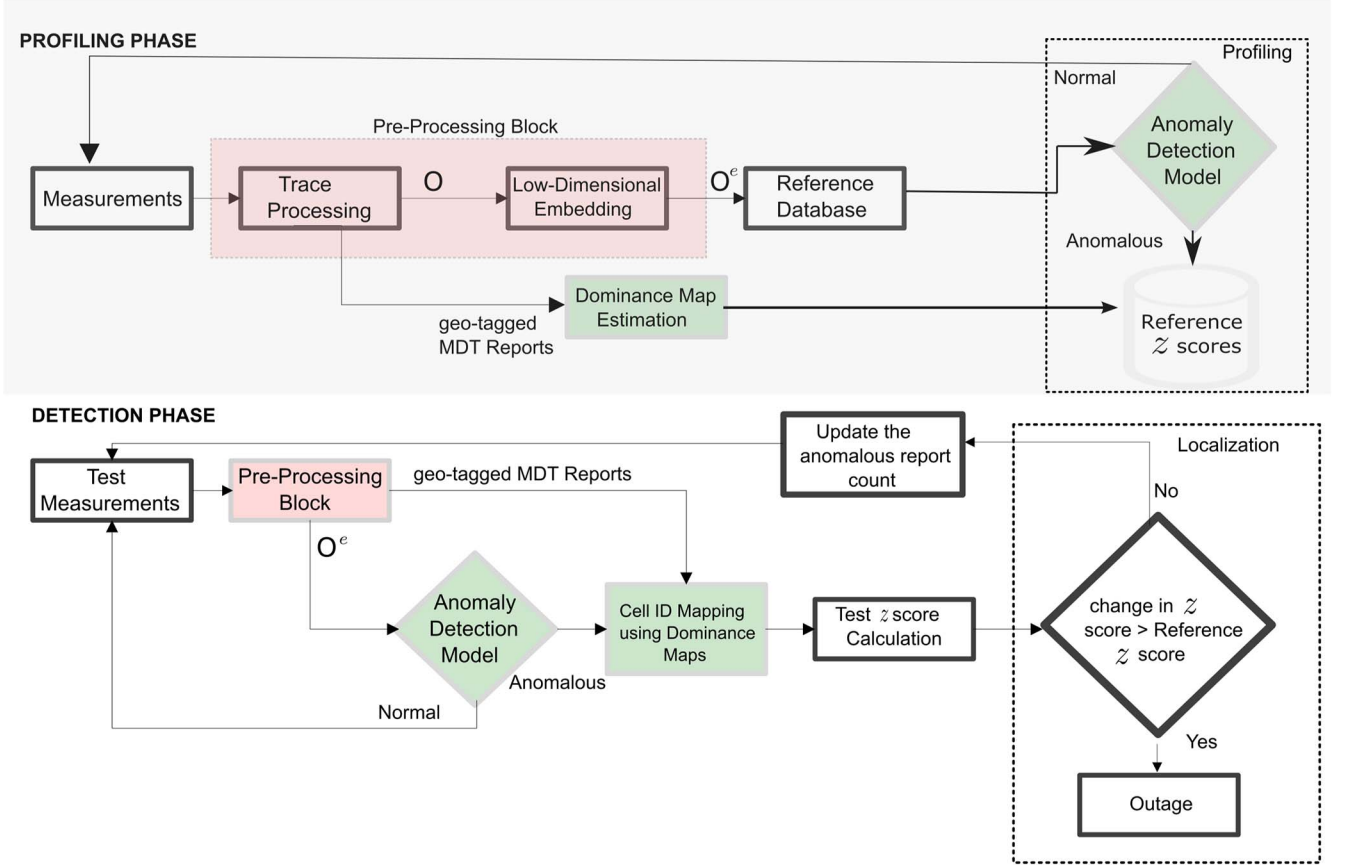 PROFILING PHASE
Profiling
Normal
Pre-Processing Block
Anomaly
Detection
Model
Measurements
Trace
Processing
O
Low-Dimensional
Embedding
Oᵉ
Reference
Database
Anomalous
geo-tagged
MDT Reports
Dominance Map
Estimation
Reference
z scores
DETECTION PHASE
Test
Measurements
Pre-Processing
Block
geo-tagged MDT Reports
Update the
anomalous report
count
Localization
No
Oᵉ
Anomaly
Detection
Model
Anomalous
Normal
Cell ID Mapping
using Dominance
Maps
Test z score
Calculation
change in z
score > Reference
z score
Yes
Outage